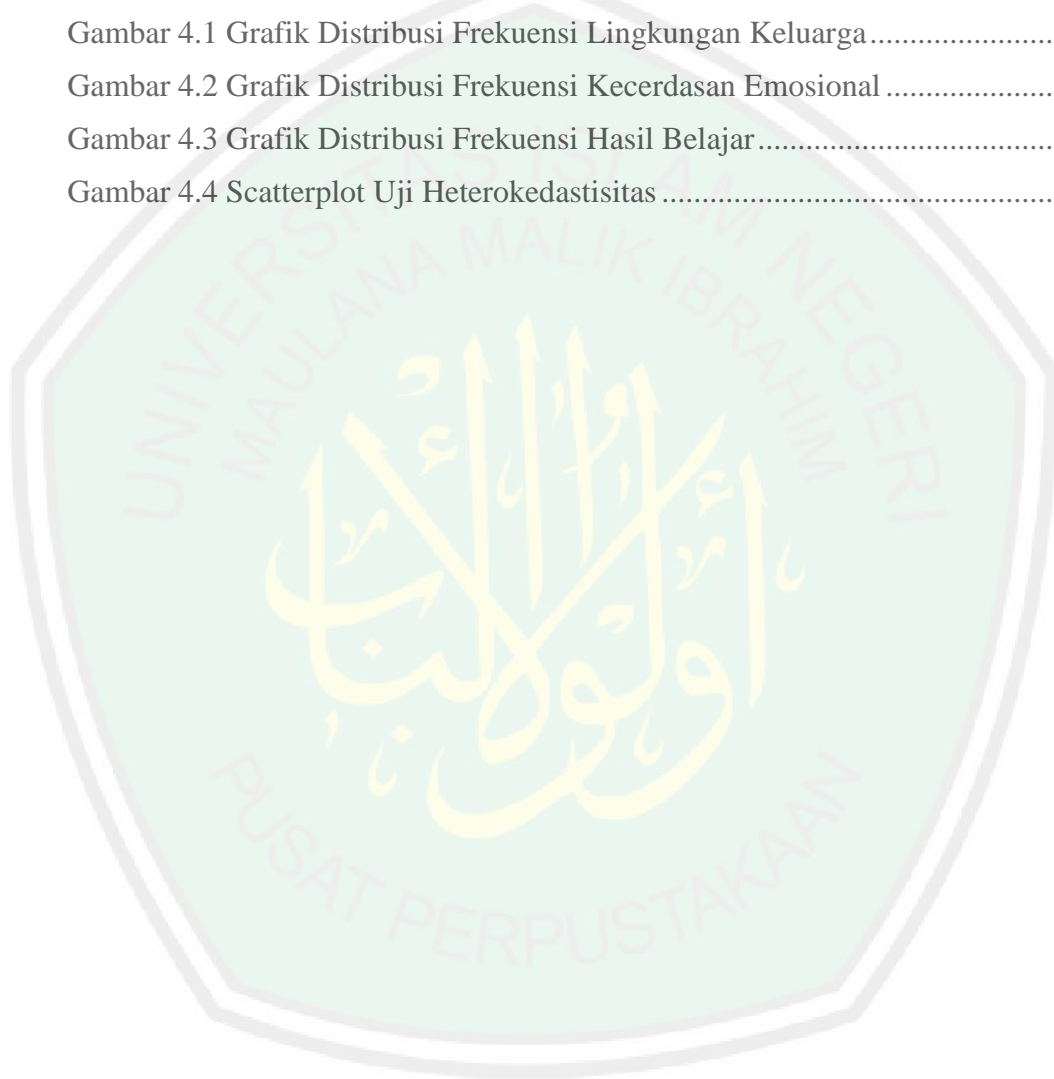 Gambar 4.1 Grafik Distribusi Frekuensi Lingkungan Keluarga......................
Gambar 4.2 Grafik Distribusi Frekuensi Kecerdasan Emosional....................
Gambar 4.3 Grafik Distribusi Frekuensi Hasil Belajar...................................
Gambar 4.4 Scatterplot Uji Heterokedastisitas..............................................
UNIVERSITAS ISLAM NEGERI
MAULANA MALIK IBRAHIM
أولوا الألباب
PUSAT PERPUSTAKAAN